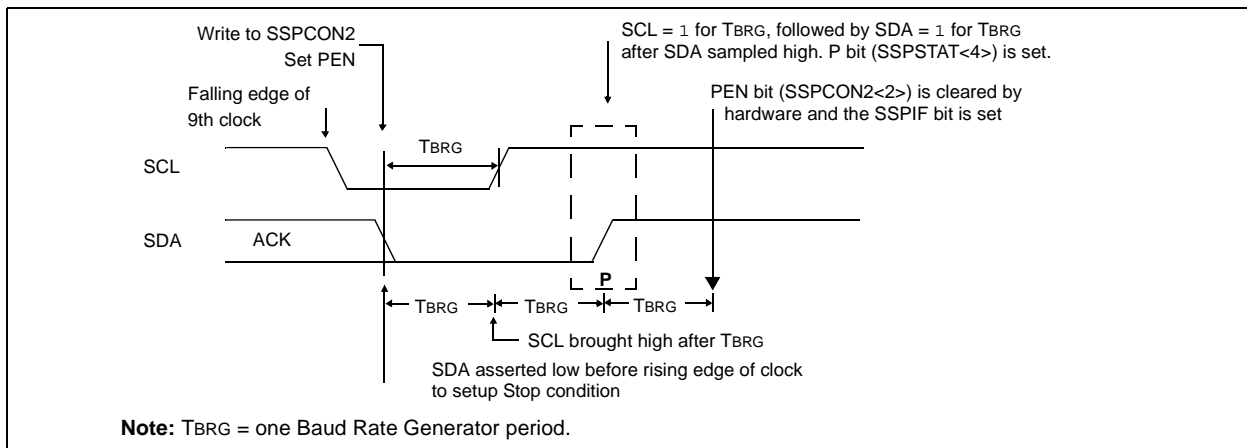 Write to SSPCON2
Set PEN
SCL = 1 for TBRG, followed by SDA = 1 for TBRG
after SDA sampled high. P bit (SSPSTAT<4>) is set.
Falling edge of
9th clock
PEN bit (SSPCON2<2>) is cleared by
hardware and the SSPIF bit is set
TBRG
SCL
SDA
ACK
P
TBRG
TBRG
TBRG
SCL brought high after TBRG
SDA asserted low before rising edge of clock
to setup Stop condition
Note: TBRG = one Baud Rate Generator period.